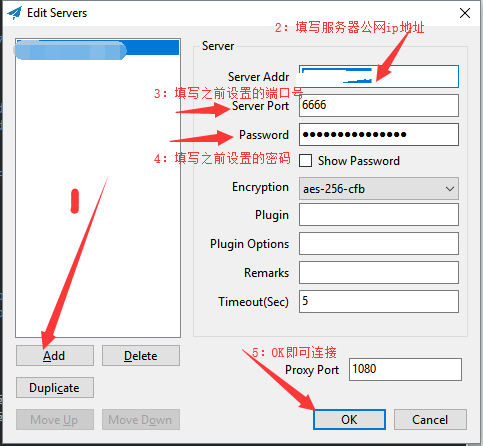 Edit Servers
2：填写服务器公网ip地址
Server
Server Addr
3：填写之前设置的端口号
Server Port 6666
Password ●●●●●●●●●●●●●●●
4：填写之前设置的密码
Show Password
Encryption aes-256-cfb
Plugin
Plugin Options
Remarks
Timeout(Sec) 5
1
Add Delete
5：OK即可连接
Proxy Port 1080
Duplicate
Move Up Move Down
OK Cancel